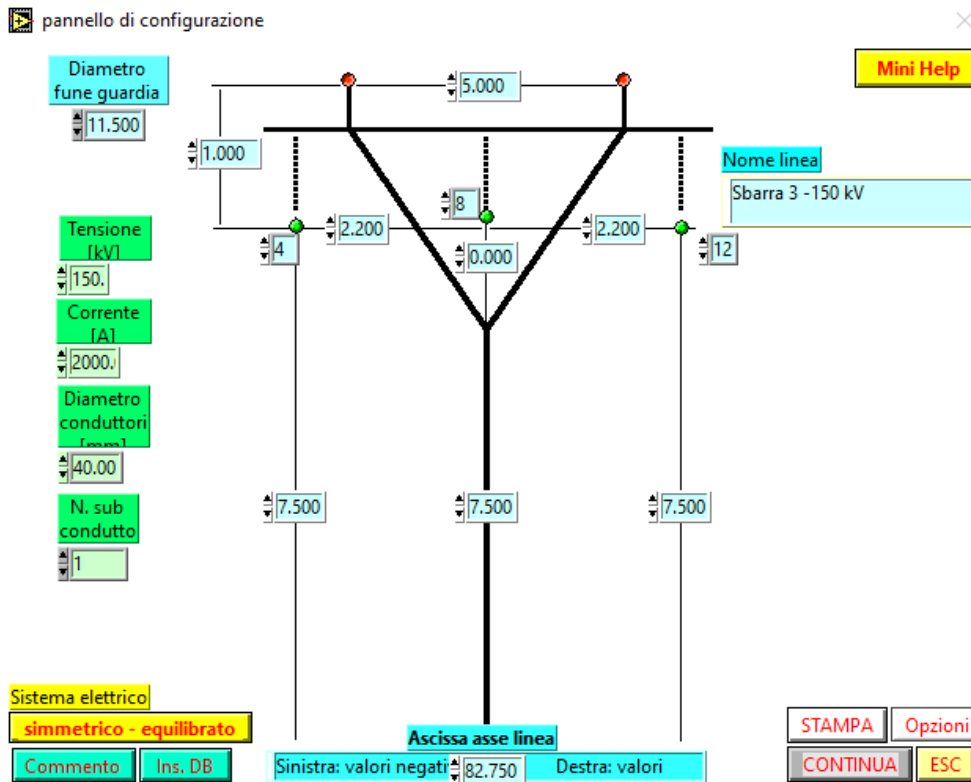 pannello di configurazione
Diametro
fune guardia
11.500
5.000
Mini Help
1.000
Nome linea
Sbarra 3 -150 kV
8
Tensione
[kV]
150.
4
2.200
0.000
2.200
12
Corrente
[A]
2000.
Diametro
conduttori
[mm]
40.00
7.500
7.500
7.500
N. sub
condutto
1
Sistema elettrico
simmetrico - equilibrato
Commento
Ins. DB
Ascissa asse linea
Sinistra: valori negati
82.750
Destra: valori
STAMPA
Opzioni
CONTINUA
ESC